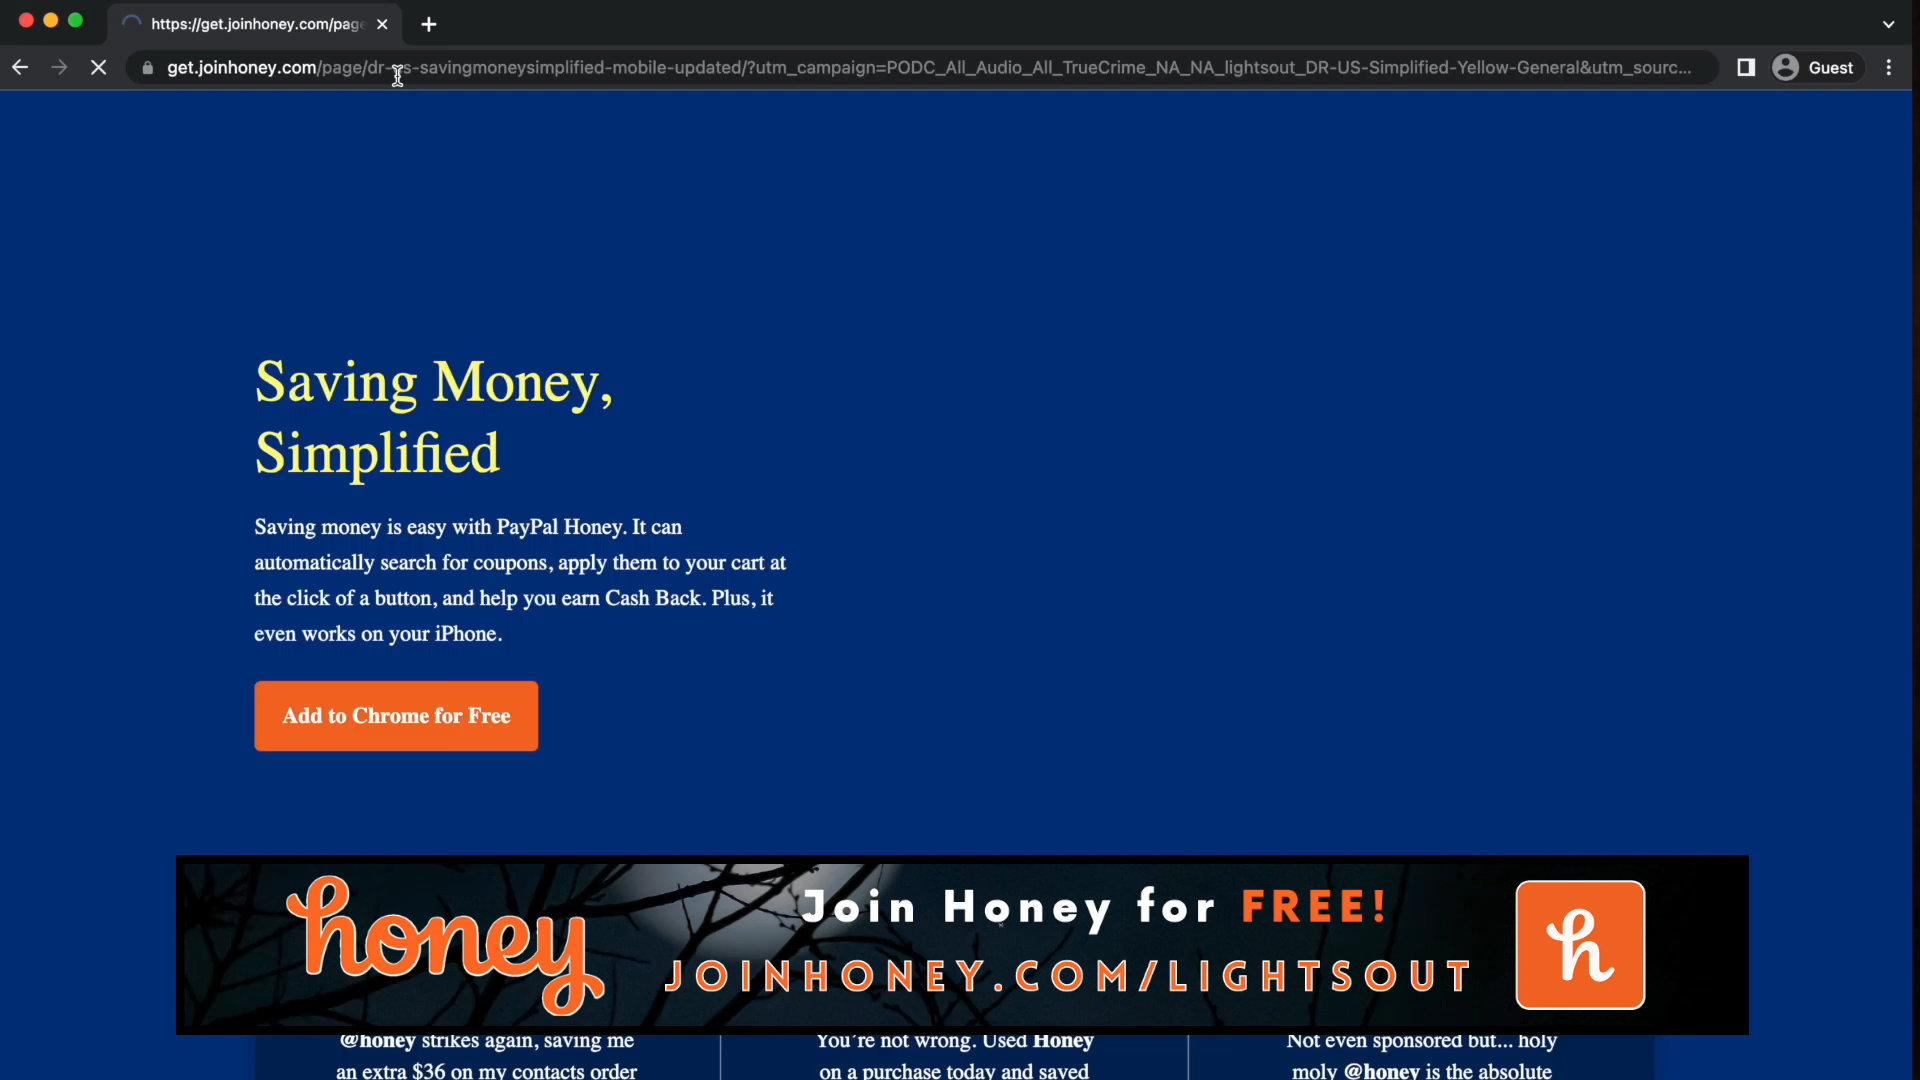 https://get.joinhoney.com/page
get.joinhoney.com/page/dr-us-savingmoneysimplified-mobile-updated/?utm_campaign=PODC_All_Audio_All_TrueCrime_NA_NA_lightsout_DR-US-Simplified-Yellow-General&utm_sourc...
Guest
Saving Money,
Simplified
Saving money is easy with PayPal Honey. It can
automatically search for coupons, apply them to your cart at
the click of a button, and help you earn Cash Back. Plus, it
even works on your iPhone.
Add to Chrome for Free
honey
Join Honey for FREE!
JOINHONEY.COM/LIGHTSOUT
h
@honey strikes again, saving me
an extra $36 on my contacts order
You're not wrong. Used Honey
on a purchase today and saved
Not even sponsored but... holy
moly @honey is the absolute